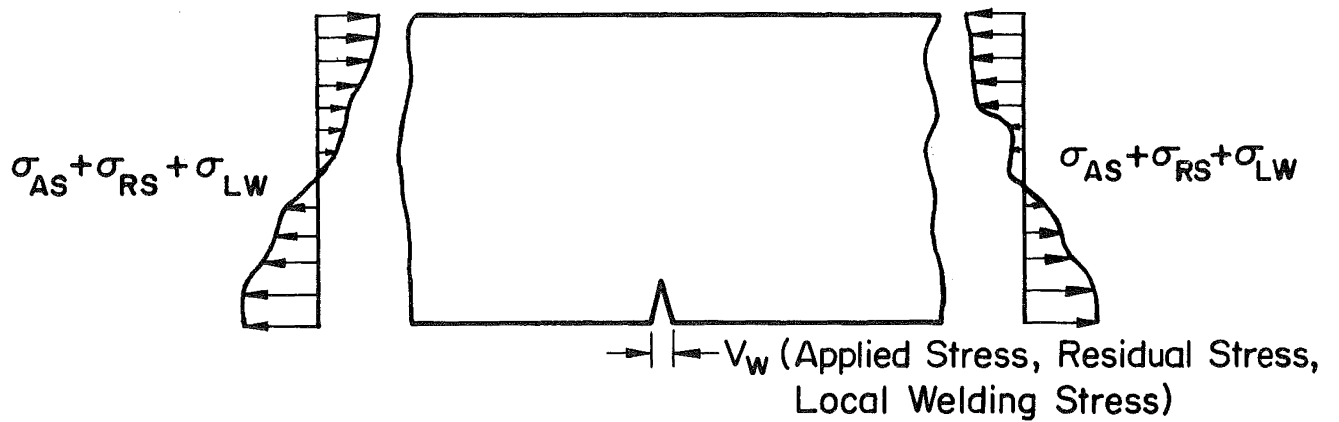 σAS+σRS+σLW
σAS+σRS+σLW
VW (Applied Stress, Residual Stress,
Local Welding Stress)